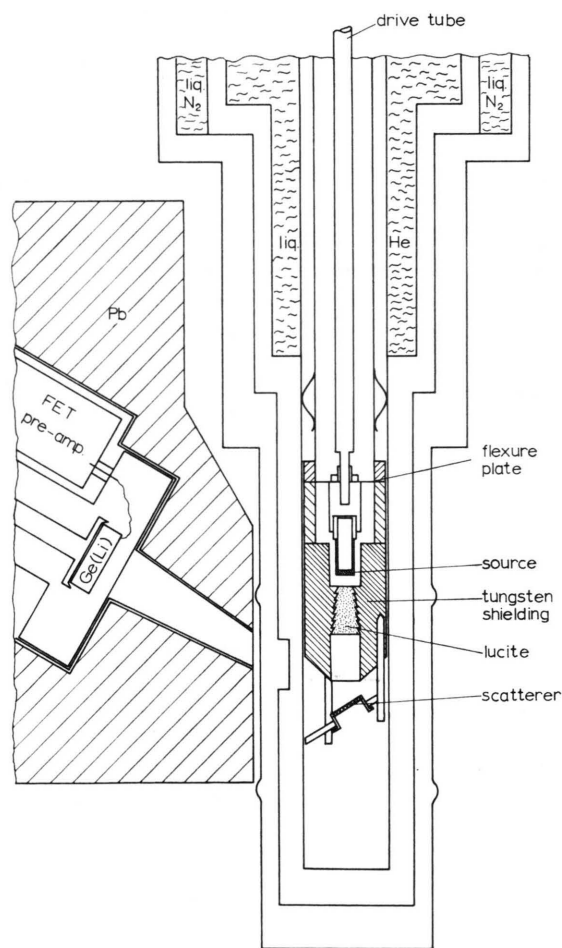 drive tube
liq.
N₂
liq.
N₂
liq.
He
Pb
FET
pre-amp.
Ge(Li)
flexure
plate
source
tungsten
shielding
lucite
scatterer